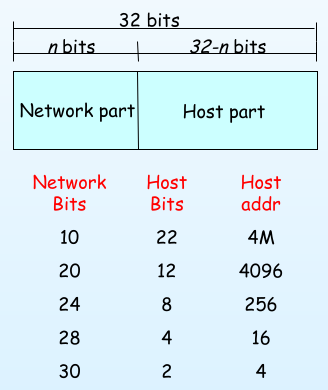 32 bits
n bits 32-n bits
Network part Host part
Network Host Host
Bits Bits addr
10 22 4M
20 12 4096
24 8 256
28 4 16
30 2 4